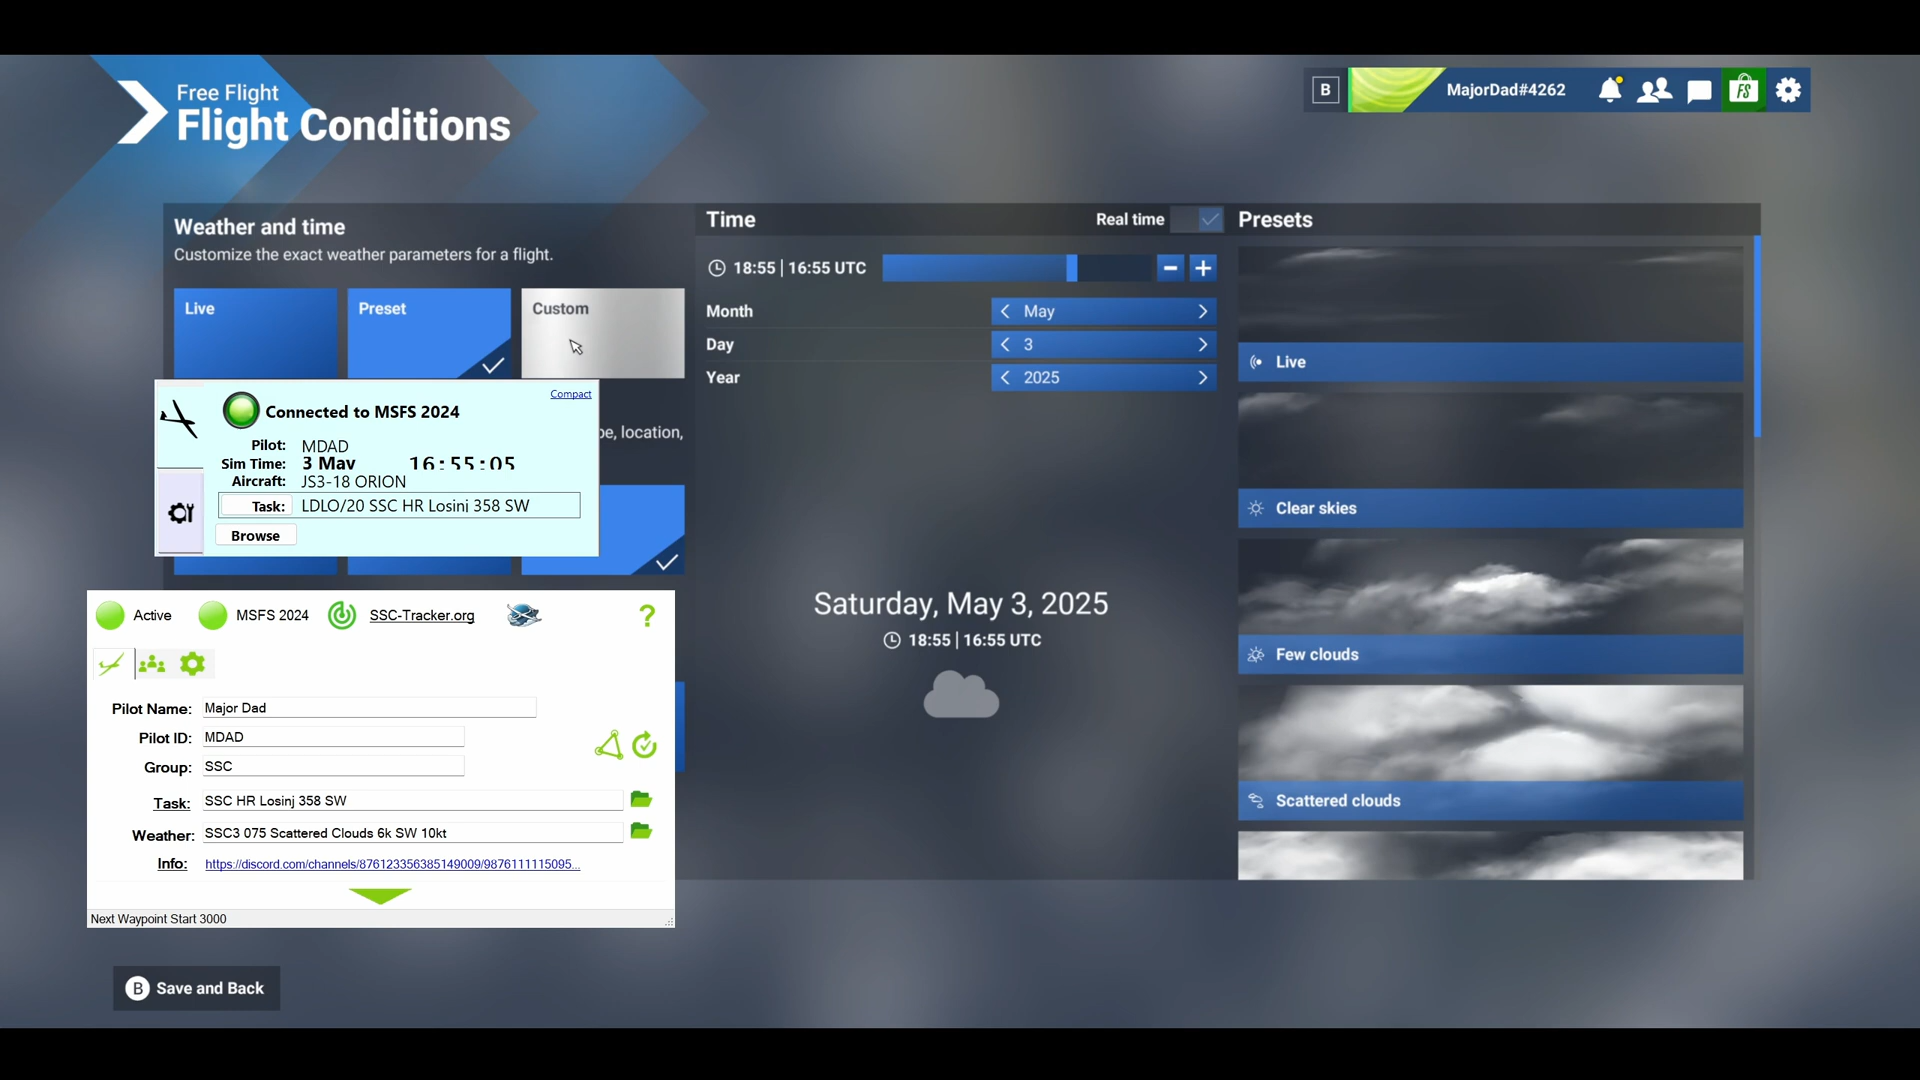 Free Flight
Flight Conditions
B
MajorDad#4262
FS
Weather and time
Customize the exact weather parameters for a flight.
Live
Preset
Custom
Time
Real time
18:55 | 16:55 UTC
Month
May
Day
3
Year
2025
Saturday, May 3, 2025
18:55 | 16:55 UTC
Presets
Live
Clear skies
Few clouds
Scattered clouds
Compact
Connected to MSFS 2024
Pilot: MDAD
Sim Time: 3 May 16:55:05
Aircraft: JS3-18 ORION
Task: LDLO/20 SSC HR Losinj 358 SW
Browse
pe, location,
Active
MSFS 2024
SSC-Tracker.org
?
Pilot Name: Major Dad
Pilot ID: MDAD
Group: SSC
Task: SSC HR Losinj 358 SW
Weather: SSC3 075 Scattered Clouds 6k SW 10kt
Info: https://discord.com/channels/876123356385149009/9876111115095...
Next Waypoint Start 3000
B Save and Back